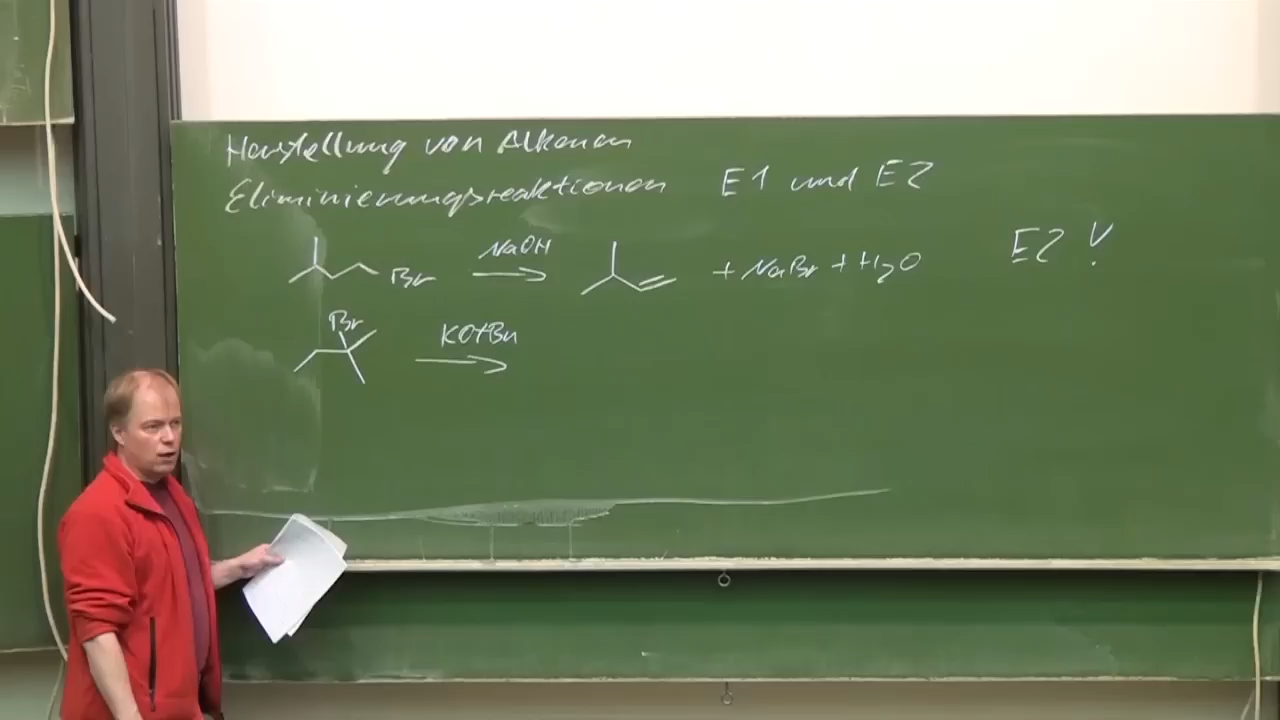 Herstellung von Alkenen
Eliminierungsreaktionen E1 und E2
Br NaOH + NaBr + H2O E2 !
Br KOtBu